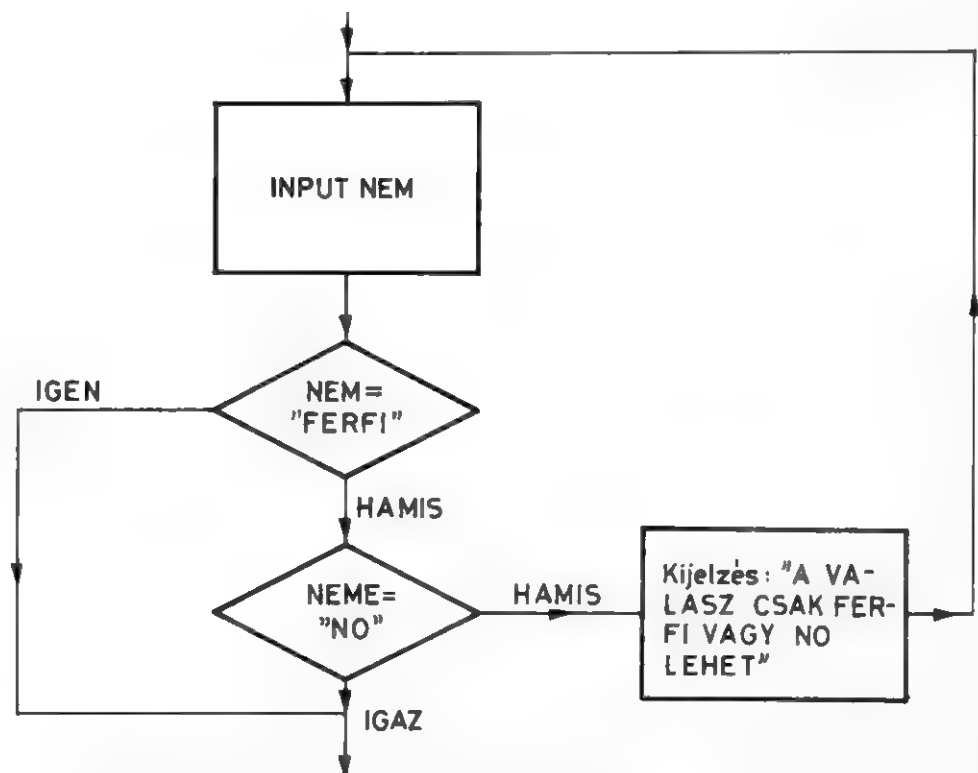 INPUT NEM
IGEN
NEM=
"FERFI"
HAMIS
NEME=
"NO"
HAMIS
Kijelzés: "A VA-
LASZ CSAK FER-
FI VAGY NO
LEHET"
IGAZ